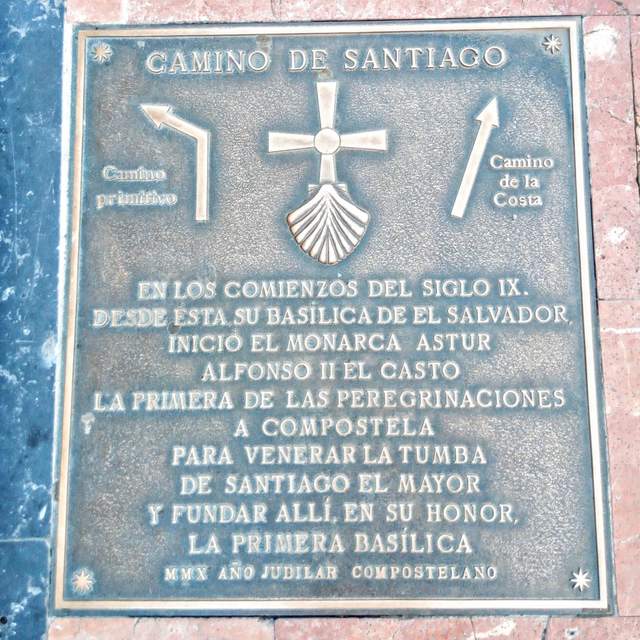 CAMINO DE SANTIAGO
Camino
primitivo
Camino
de la
Costa
EN LOS COMIENZOS DEL SIGLO IX.
DESDE ESTA SU BASÍLICA DE EL SALVADOR,
INICIÓ EL MONARCA ASTUR
ALFONSO II EL CASTO
LA PRIMERA DE LAS PEREGRINACIONES
A COMPOSTELA
PARA VENERAR LA TUMBA
DE SANTIAGO EL MAYOR
Y FUNDAR ALLÍ, EN SU HONOR,
LA PRIMERA BASÍLICA
MMX AÑO JUBILAR COMPOSTELANO